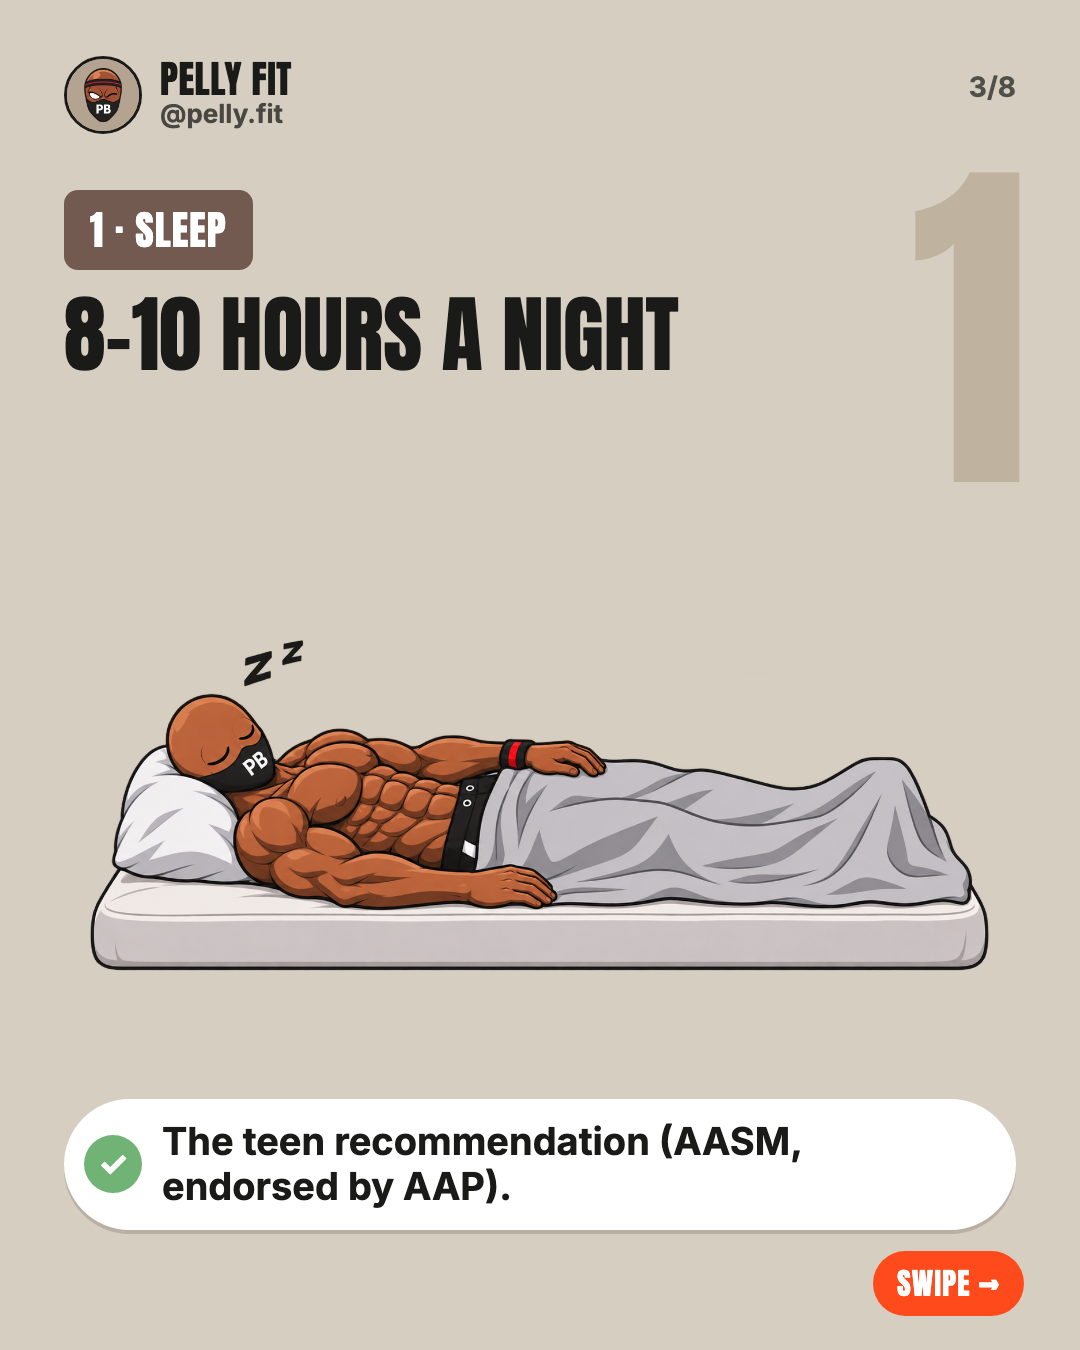 PELLY FIT
@pelly.fit
3/8
PB
1
1 · SLEEP
8-10 HOURS A NIGHT
Z Z
PB
The teen recommendation (AASM,
endorsed by AAP).
SWIPE →